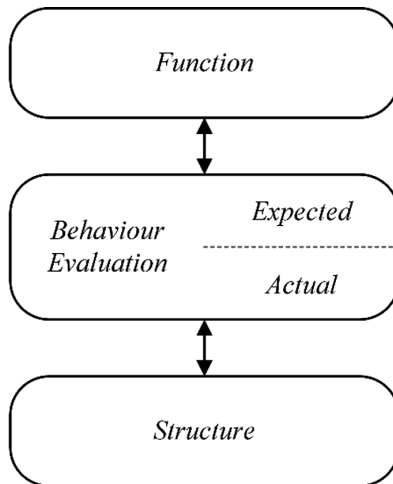 Function
Behaviour
Evaluation
Expected
Actual
Structure